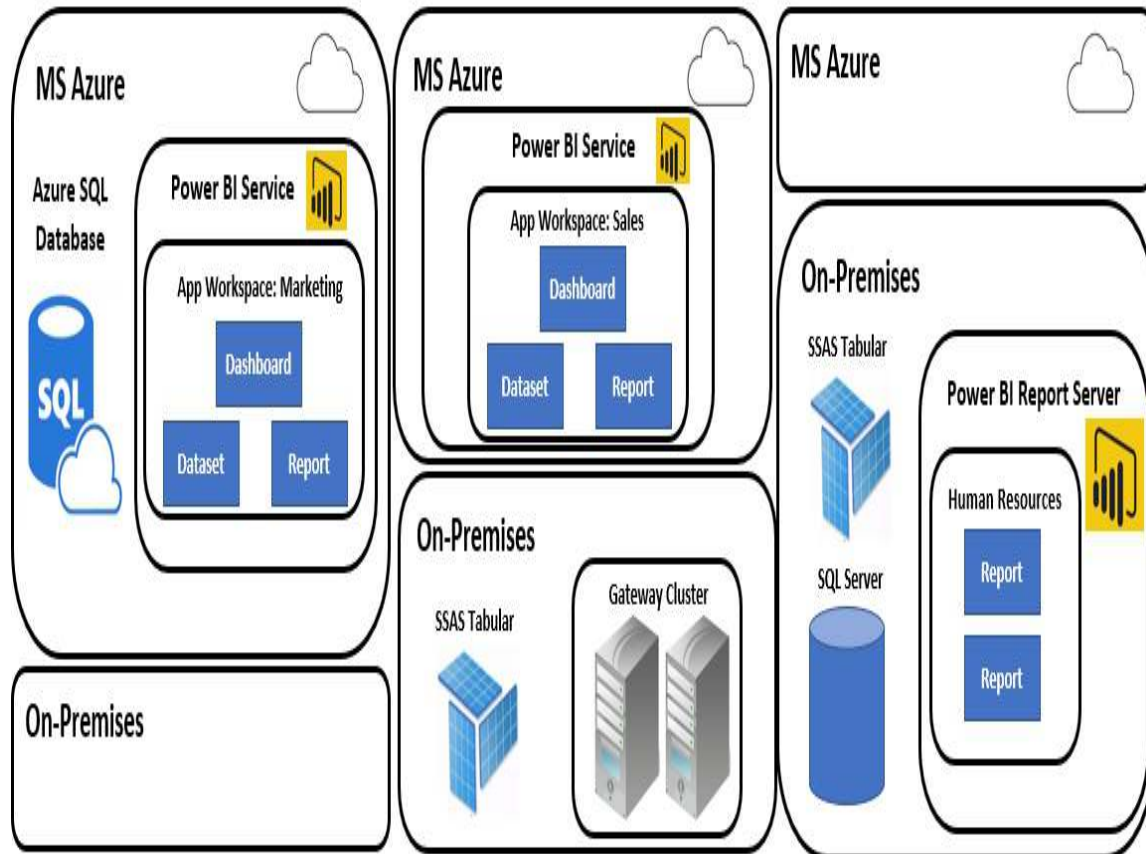 MS Azure
Azure SQL
Database
SQL
Power BI Service
App Workspace: Marketing
Dashboard
Dataset
Report
On-Premises
MS Azure
Power BI Service
App Workspace: Sales
Dashboard
Dataset
Report
On-Premises
SSAS Tabular
Gateway Cluster
MS Azure
On-Premises
SSAS Tabular
SQL Server
Power BI Report Server
Human Resources
Report
Report